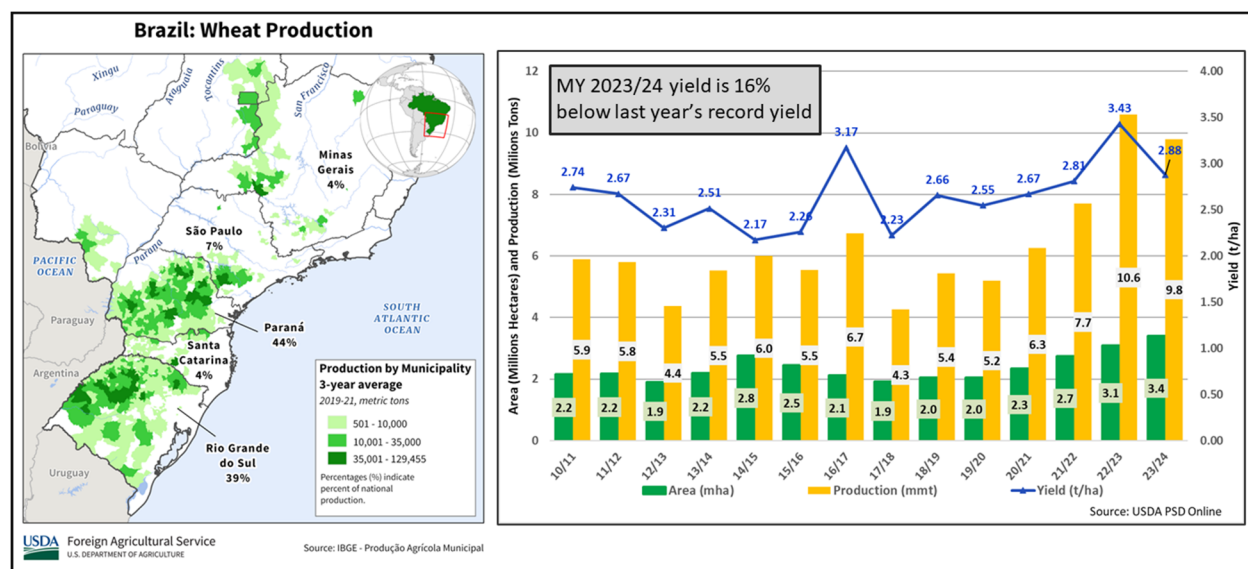 Brazil: Wheat Production
Xingu
Paraguay
Araguaia
Tocantins
San Francisco
Bolivia
Minas
Gerais
4%
São Paulo
7%
Parana
PACIFIC
OCEAN
SOUTH
ATLANTIC
OCEAN
Paraguay
Paraná
44%
Santa
Catarina
4%
Argentina
Rio Grande
do Sul
39%
Uruguay
Production by Municipality
3-year average
2019-21, metric tons
501 - 10,000
10,001 - 35,000
35,001 - 129,455
Percentages (%) indicate
percent of national
production.
USDA Foreign Agricultural Service
U.S. DEPARTMENT OF AGRICULTURE
Source: IBGE - Produção Agrícola Municipal
MY 2023/24 yield is 16%
below last year's record yield
Area (Millions Hectares) and Production (Milions Tons)
12
10
8
6
4
2
0
4.00
3.50
3.00
2.50
2.00
1.50
1.00
0.50
0.00
Yield (t/ha)
2.74 2.67 2.31 2.51 2.17 2.26 3.17 2.23 2.66 2.55 2.67 2.81 3.43 2.88
5.9 5.8 4.4 5.5 6.0 5.5 6.7 4.3 5.4 5.2 6.3 7.7 10.6 9.8
2.2 2.2 1.9 2.2 2.8 2.5 2.1 1.9 2.0 2.0 2.3 2.7 3.1 3.4
10/11 11/12 12/13 13/14 14/15 15/16 16/17 17/18 18/19 19/20 20/21 21/22 22/23 23/24
Area (mha) Production (mmt) Yield (t/ha)
Source: USDA PSD Online